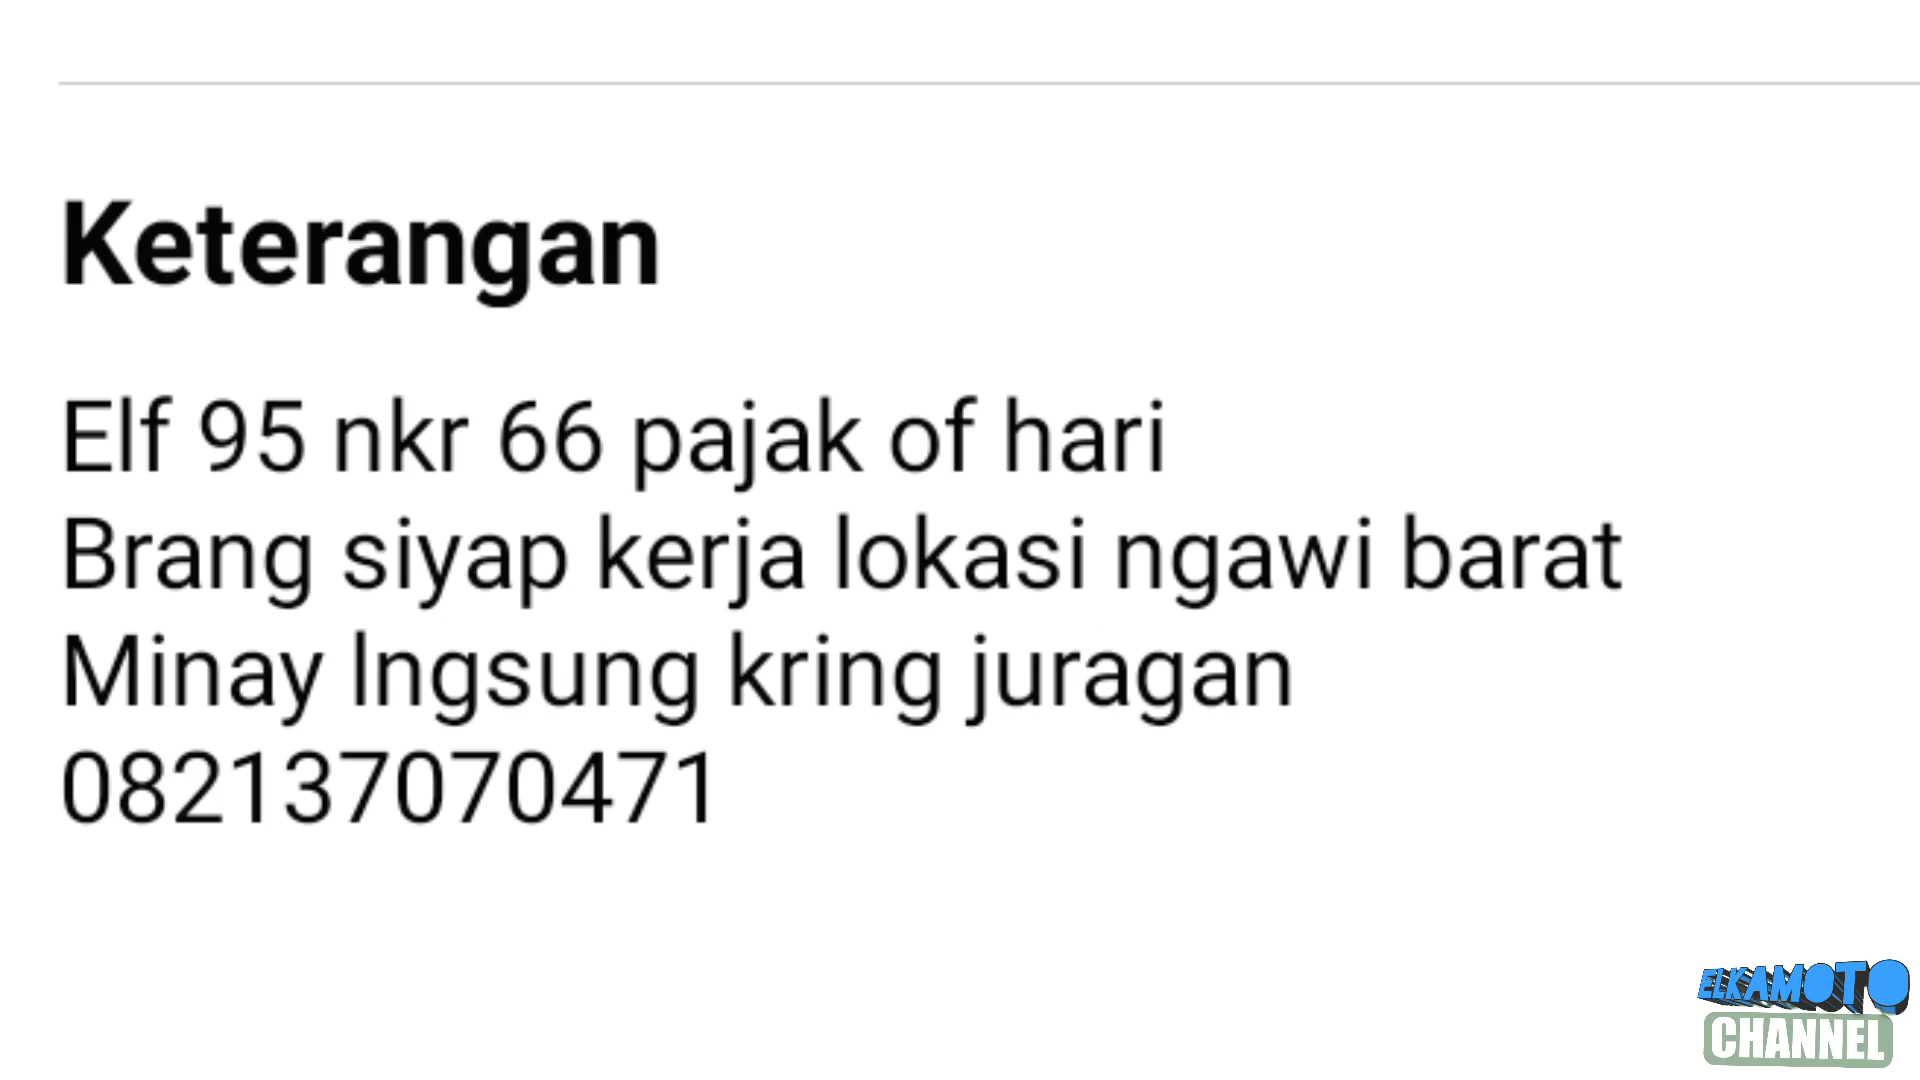 Keterangan
Elf 95 nkr 66 pajak of hari
Brang siyap kerja lokasi ngawi barat
Minay lngsung kring juragan
082137070471
ELKAMOTO
CHANNEL